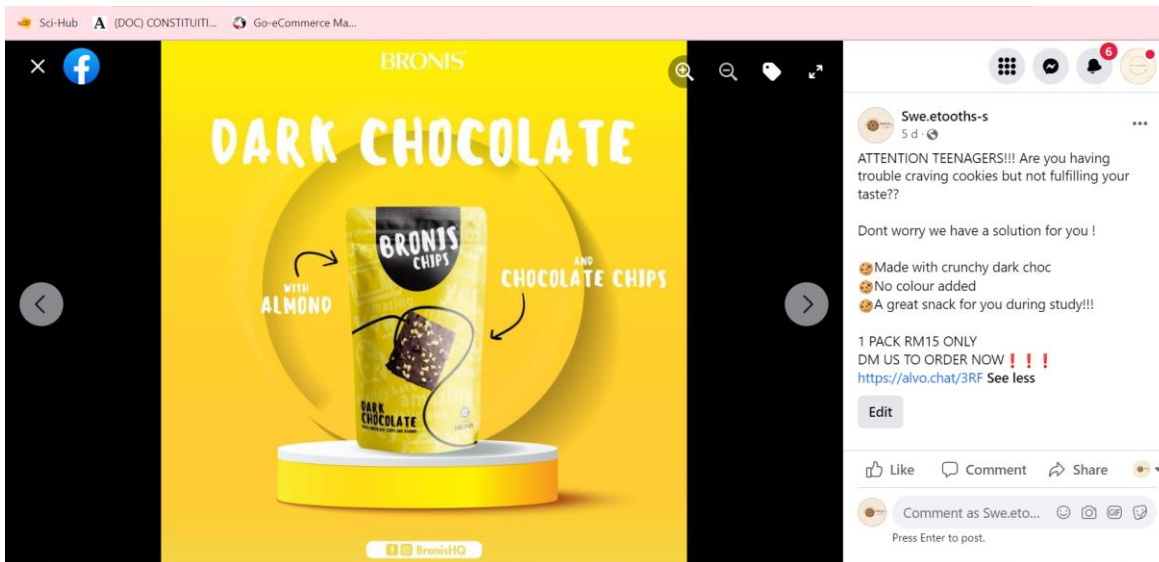 Sci-Hub
(DOC) CONSTITUITI...
Go-eCommerce Ma...
BRONIS
DARK CHOCOLATE
BRONIS
CHIPS
WITH
ALMOND
AND
CHOCOLATE CHIPS
DARK
CHOCOLATE
BronisHQ
6
Swe.etooths-s
5 d
ATTENTION TEENAGERS!!! Are you having
trouble craving cookies but not fulfilling your
taste??
Dont worry we have a solution for you !
🍪Made with crunchy dark choc
🍪No colour added
🍪A great snack for you during study!!!
1 PACK RM15 ONLY
DM US TO ORDER NOW❗❗❗
https://alvo.chat/3RF See less
Edit
Like Comment Share
Comment as Swe.eto... GIF
Press Enter to post.